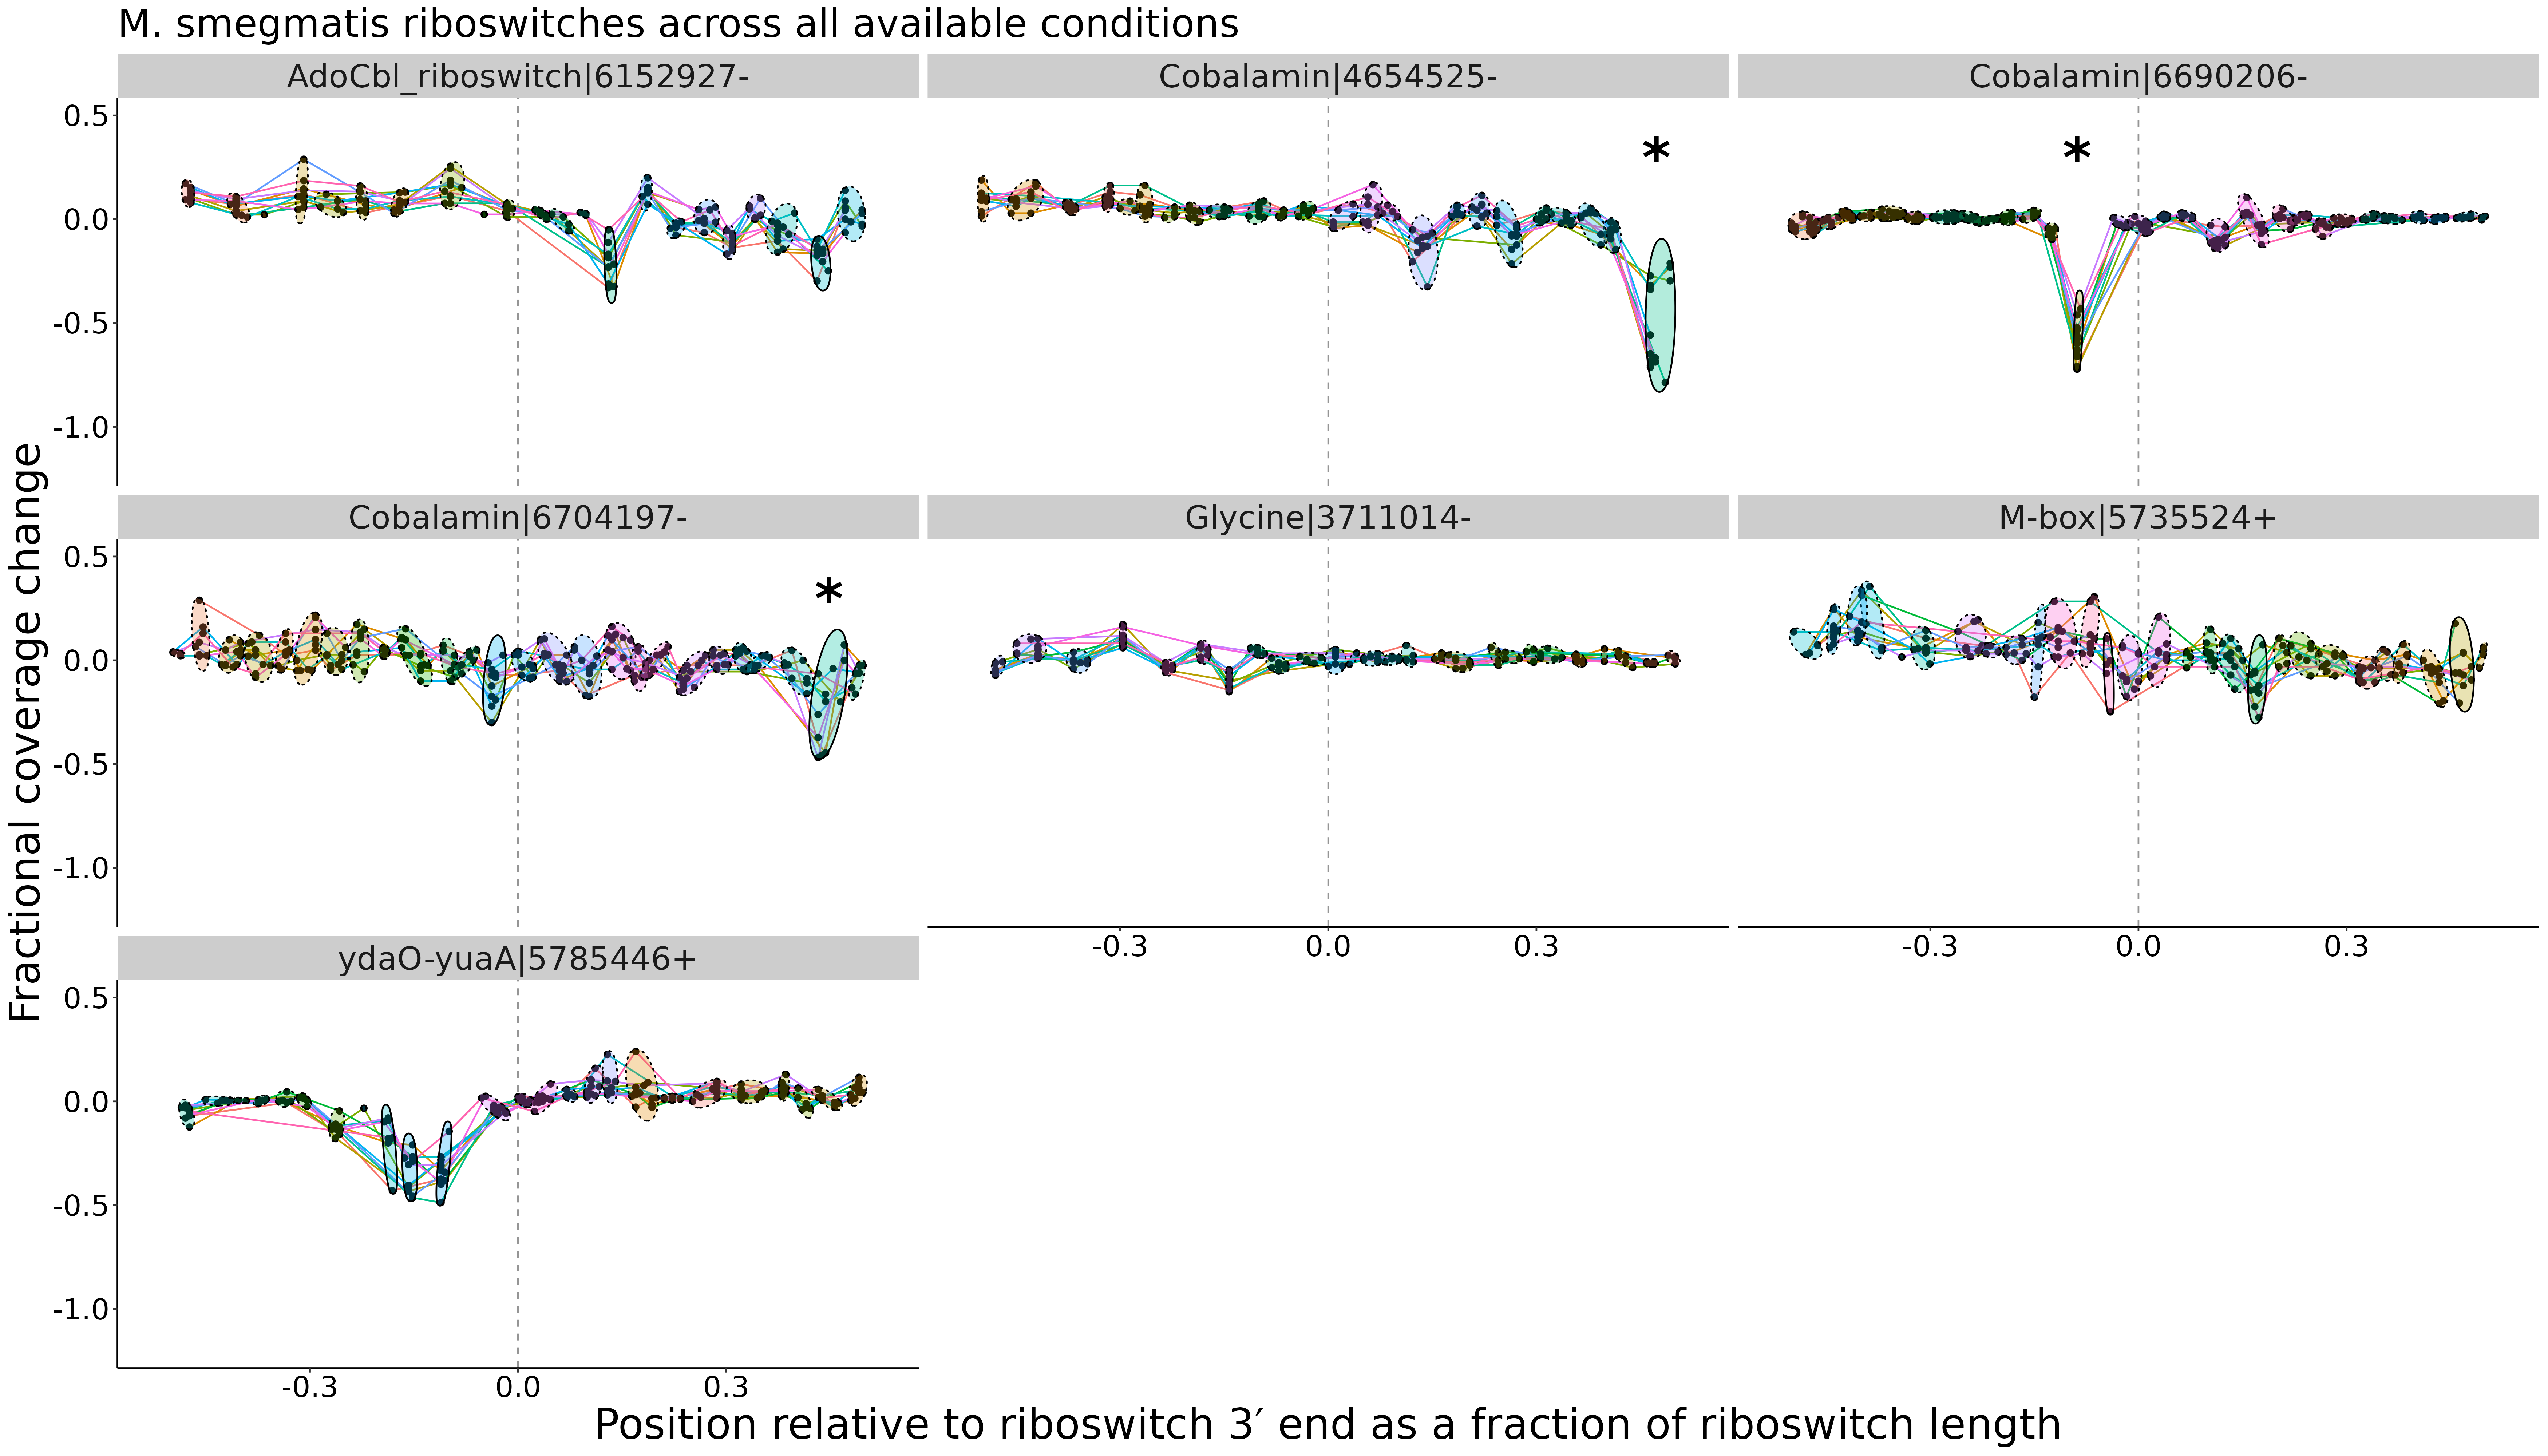 M. smegmatis riboswitches across all available conditions
AdoCbl_riboswitch|6152927-
Cobalamin|4654525-
Cobalamin|6690206-
0.5
0.0
-0.5
-1.0
*
*
Cobalamin|6704197-
Glycine|3711014-
M-box|5735524+
0.5
0.0
-0.5
-1.0
*
-0.3 0.0 0.3
-0.3 0.0 0.3
ydaO-yuaA|5785446+
0.5
0.0
-0.5
-1.0
-0.3 0.0 0.3
Fractional coverage change
Position relative to riboswitch 3′ end as a fraction of riboswitch length